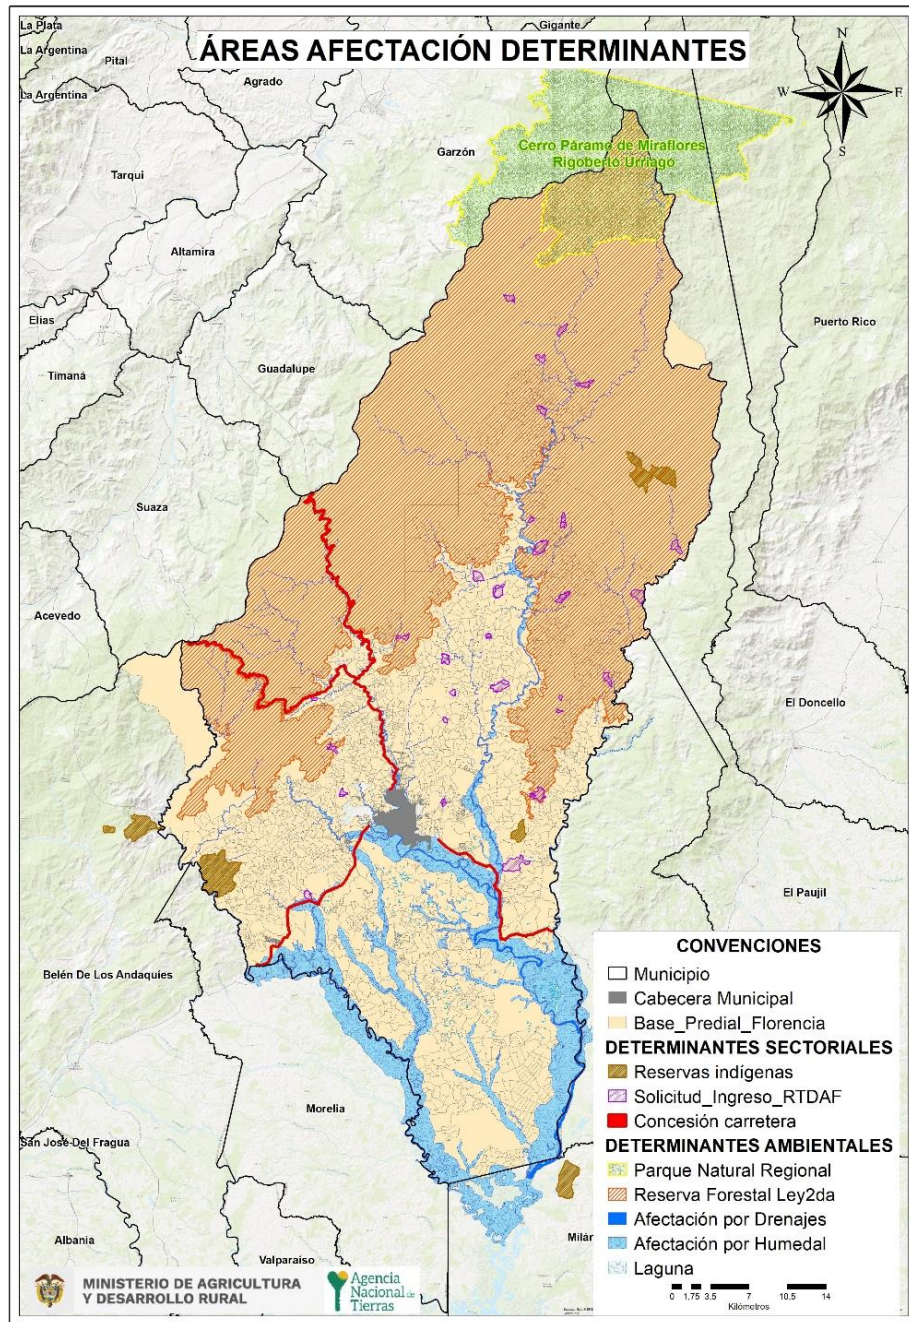 La Plata
Gigante
ÁREAS AFECTACIÓN DETERMINANTES
La Argentina
Pital
Agrado
La Argentina
N
W
E
S
Garzón
Cerro Páramo de Miraflores
Rigoberto Urriago
Tarqui
Altamira
Elias
Puerto Rico
Timaná
Guadalupe
Suaza
Acevedo
El Doncello
El Paujil
Belén De Los Andaquíes
Morelia
San José Del Fragua
Albania
Valparaíso
Milán
CONVENCIONES
Municipio
Cabecera Municipal
Base_Predial_Florencia
DETERMINANTES SECTORIALES
Reservas indígenas
Solicitud_Ingreso_RTDAF
Concesión carretera
DETERMINANTES AMBIENTALES
Parque Natural Regional
Reserva Forestal Ley2da
Afectación por Drenajes
Afectación por Humedal
Laguna
0 1.75 3.5 7 10.5 14
Kilómetros
MINISTERIO DE AGRICULTURA
Y DESARROLLO RURAL
Agencia
Nacional de
Tierras